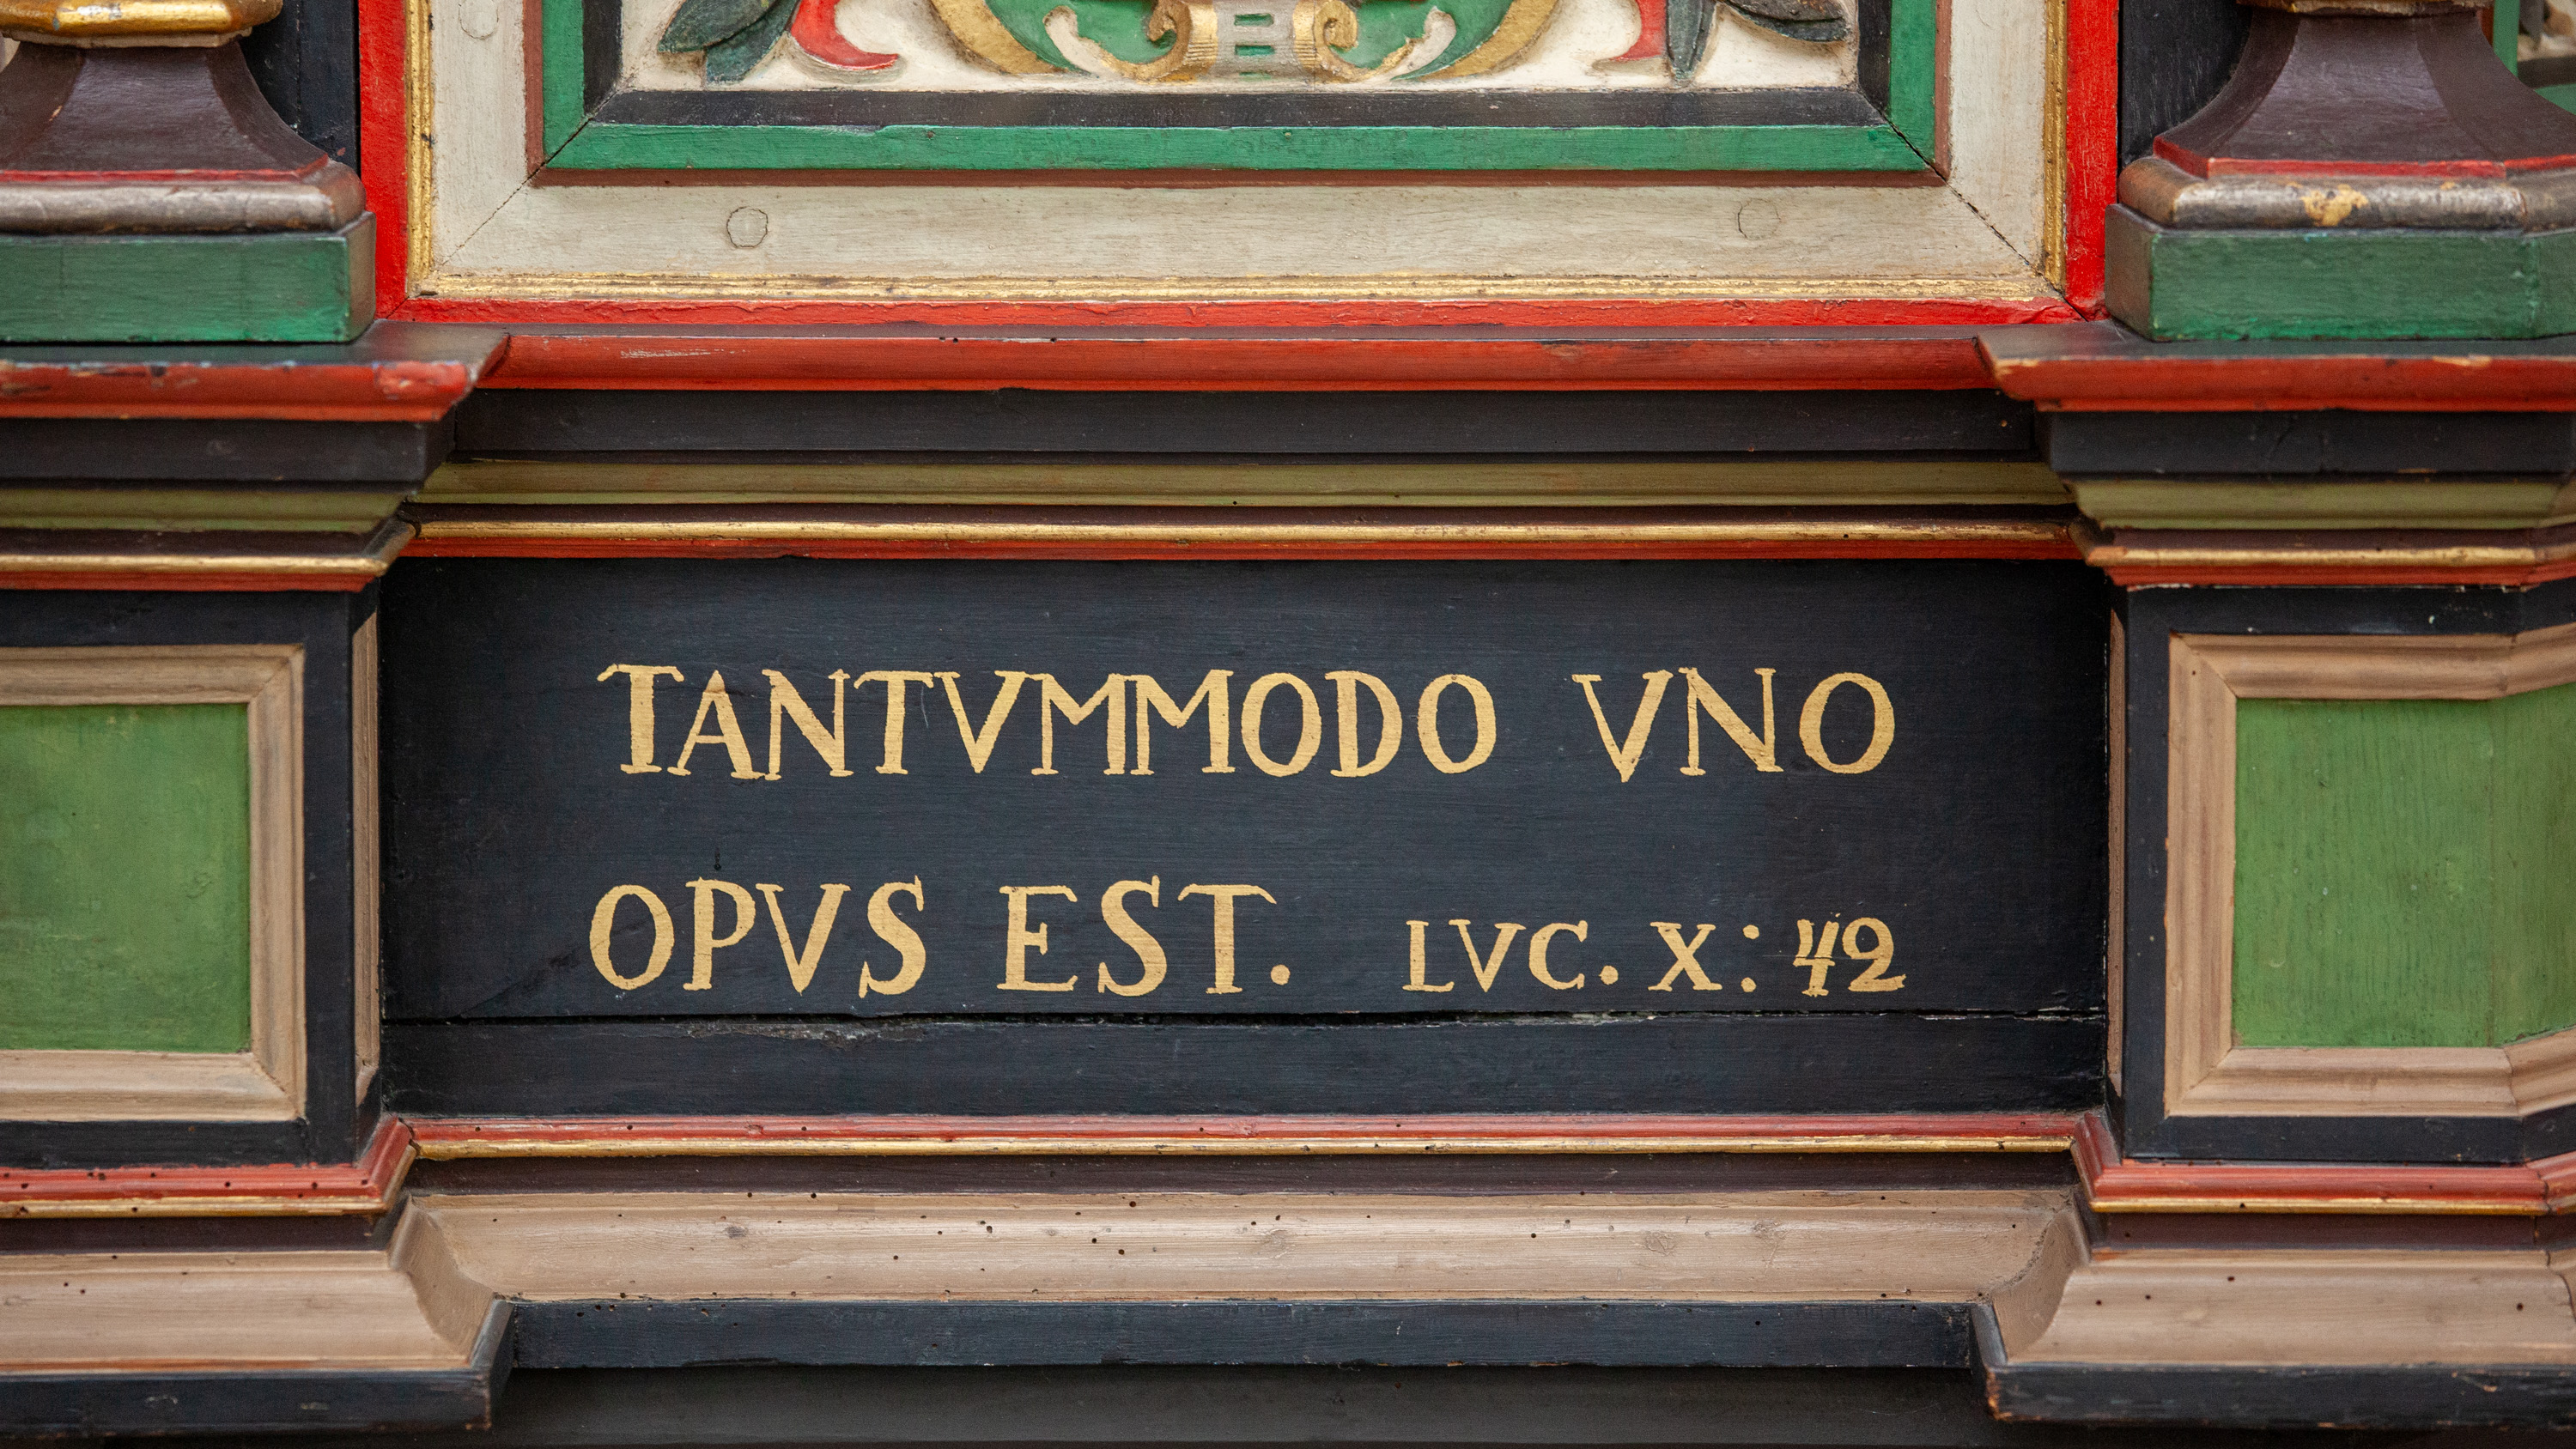 TANTVMMODO VNO
OPVS EST. LVC. X: 42